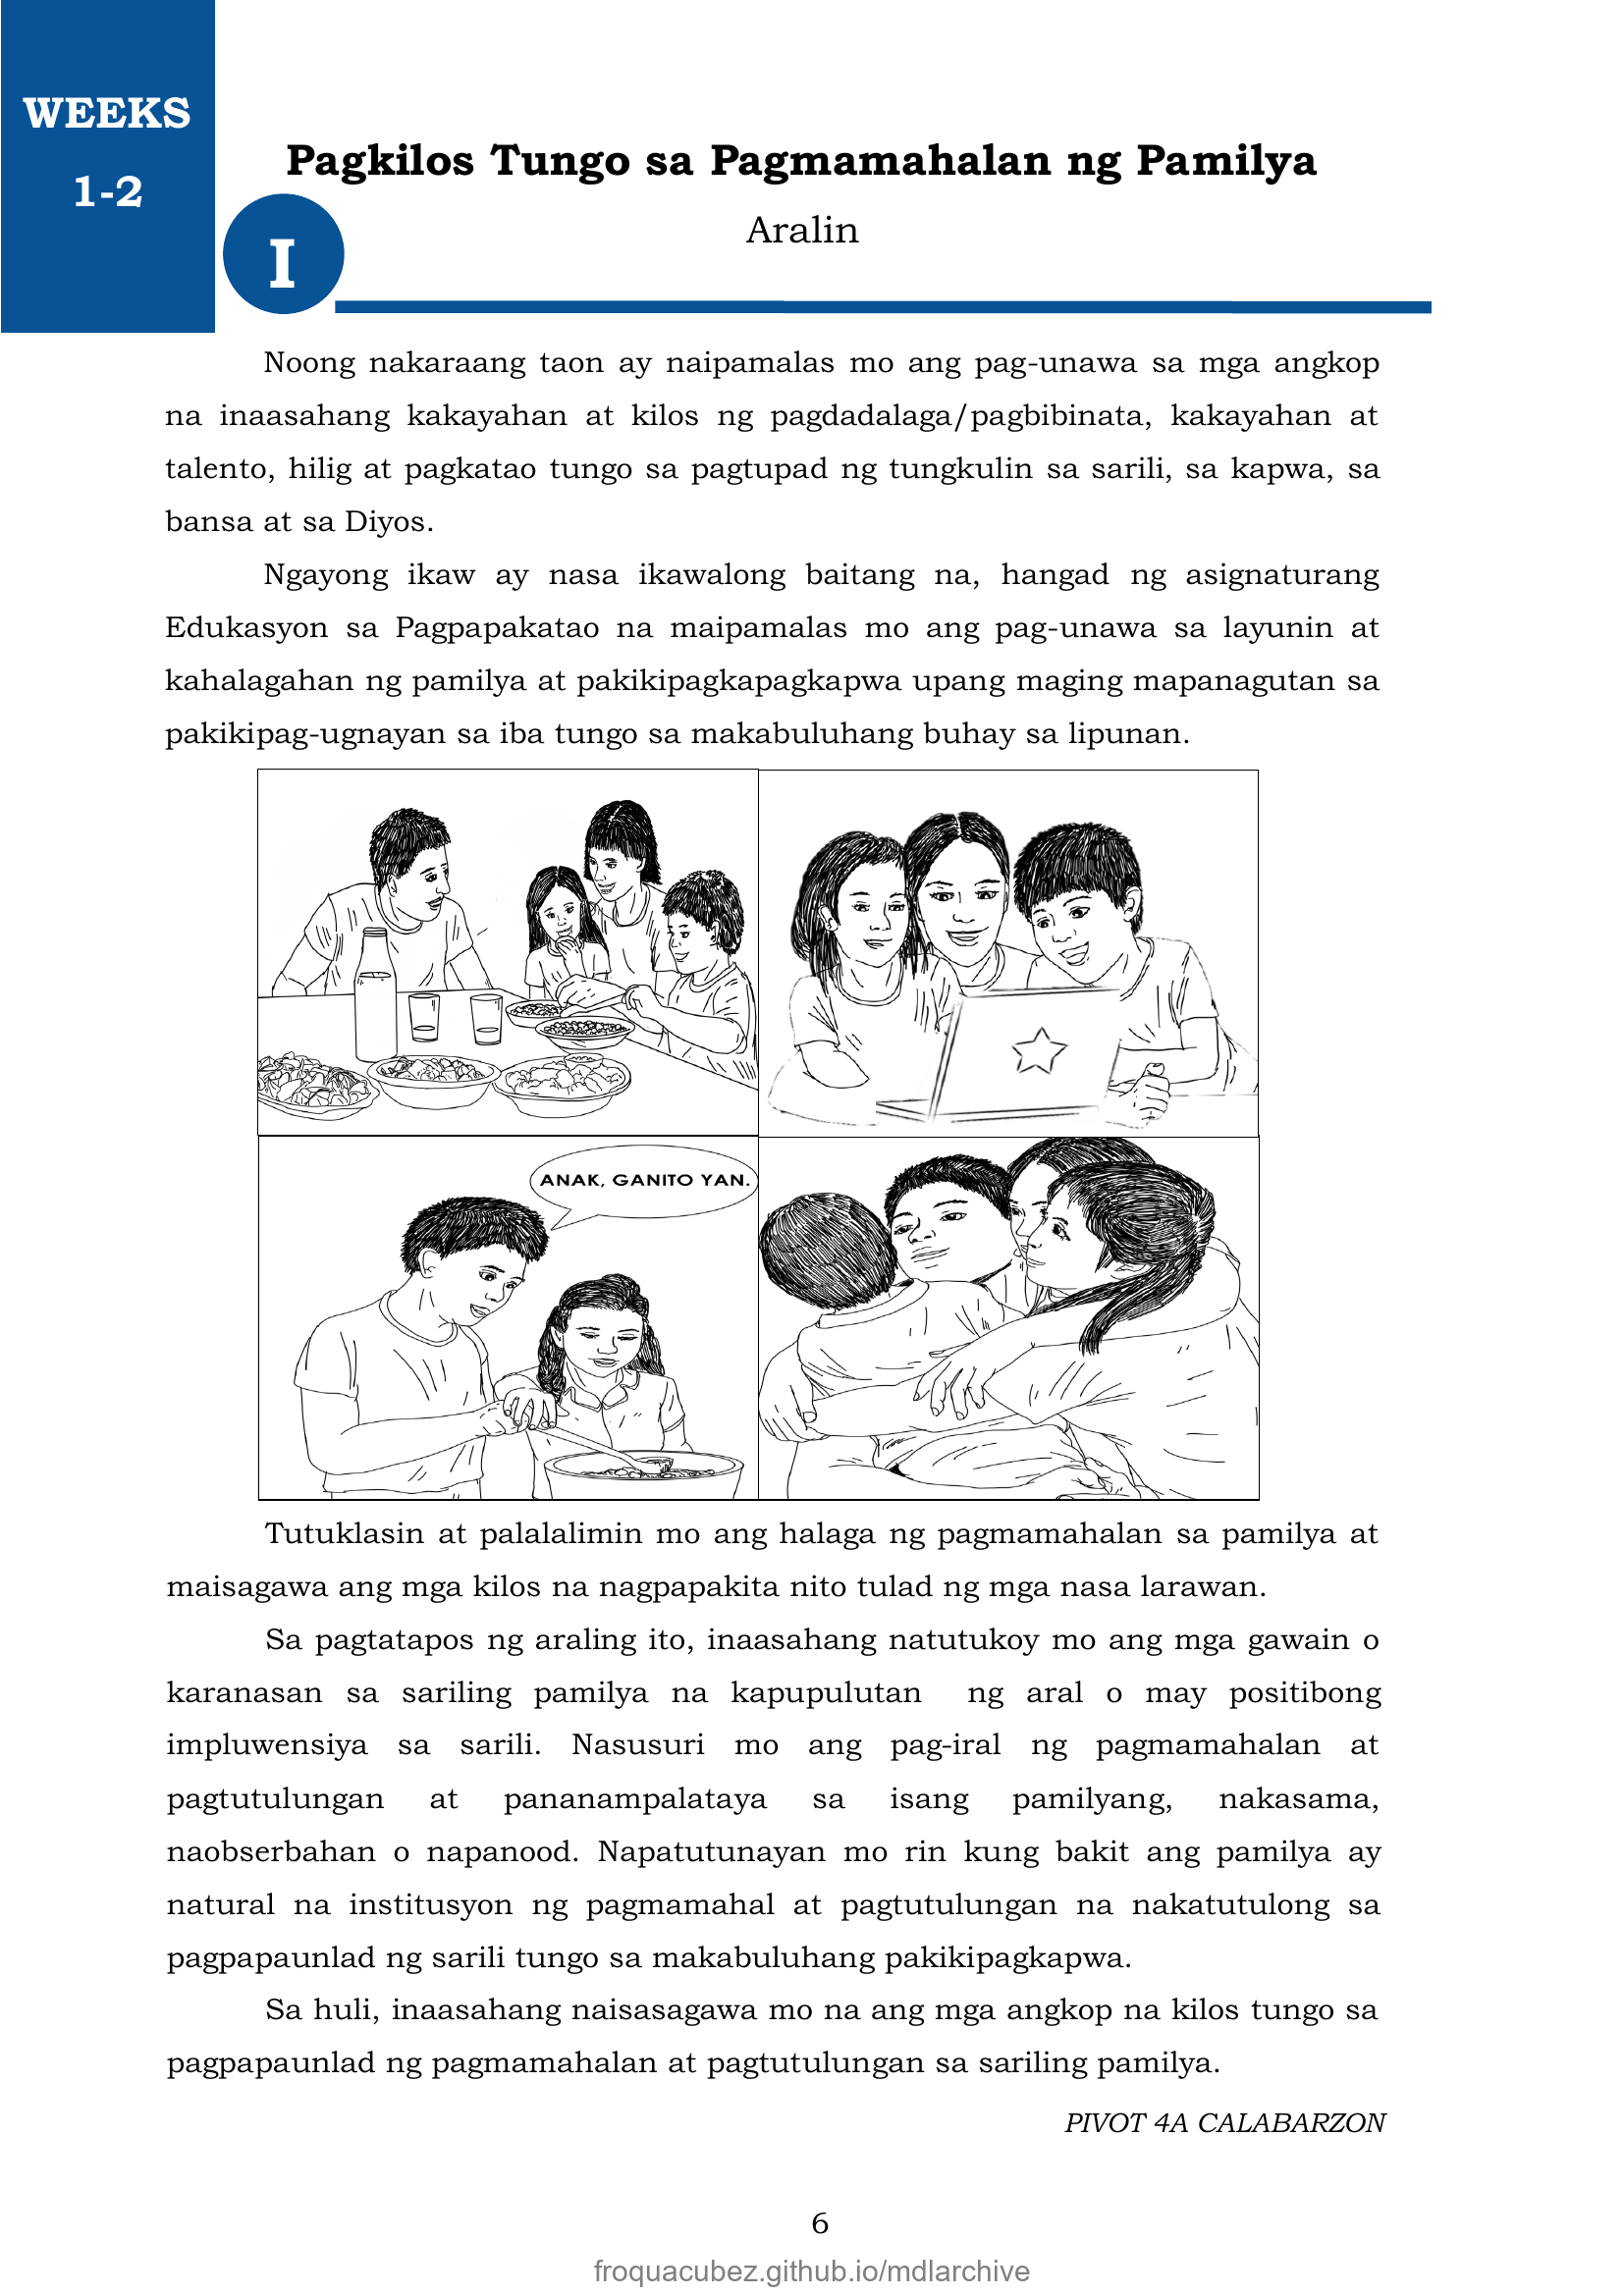 WEEKS
1-2
Pagkilos Tungo sa Pagmamahalan ng Pamilya
Aralin
I
Noong nakaraang taon ay naipamalas mo ang pag-unawa sa mga angkop
na inaasahang kakayahan at kilos ng pagdadalaga/pagbibinata, kakayahan at
talento, hilig at pagkatao tungo sa pagtupad ng tungkulin sa sarili, sa kapwa, sa
bansa at sa Diyos.
Ngayong ikaw ay nasa ikawalong baitang na, hangad ng asignaturang
Edukasyon sa Pagpapakatao na maipamalas mo ang pag-unawa sa layunin at
kahalagahan ng pamilya at pakikipagkapagkapwa upang maging mapanagutan sa
pakikipag-ugnayan sa iba tungo sa makabuluhang buhay sa lipunan.
ANAK, GANITO YAN.
Tutuklasin at palalalimin mo ang halaga ng pagmamahalan sa pamilya at
maisagawa ang mga kilos na nagpapakita nito tulad ng mga nasa larawan.
Sa pagtatapos ng araling ito, inaasahang natutukoy mo ang mga gawain o
karanasan sa sariling pamilya na kapupulutan ng aral o may positibong
impluwensiya sa sarili. Nasusuri mo ang pag-iral ng pagmamahalan at
pagtutulungan at pananampalataya sa isang pamilyang, nakasama,
naobserbahan o napanood. Napatutunayan mo rin kung bakit ang pamilya ay
natural na institusyon ng pagmamahal at pagtutulungan na nakatutulong sa
pagpapaunlad ng sarili tungo sa makabuluhang pakikipagkapwa.
Sa huli, inaasahang naisasagawa mo na ang mga angkop na kilos tungo sa
pagpapaunlad ng pagmamahalan at pagtutulungan sa sariling pamilya.
PIVOT 4A CALABARZON
6
froquacubez.github.io/mdlarchive